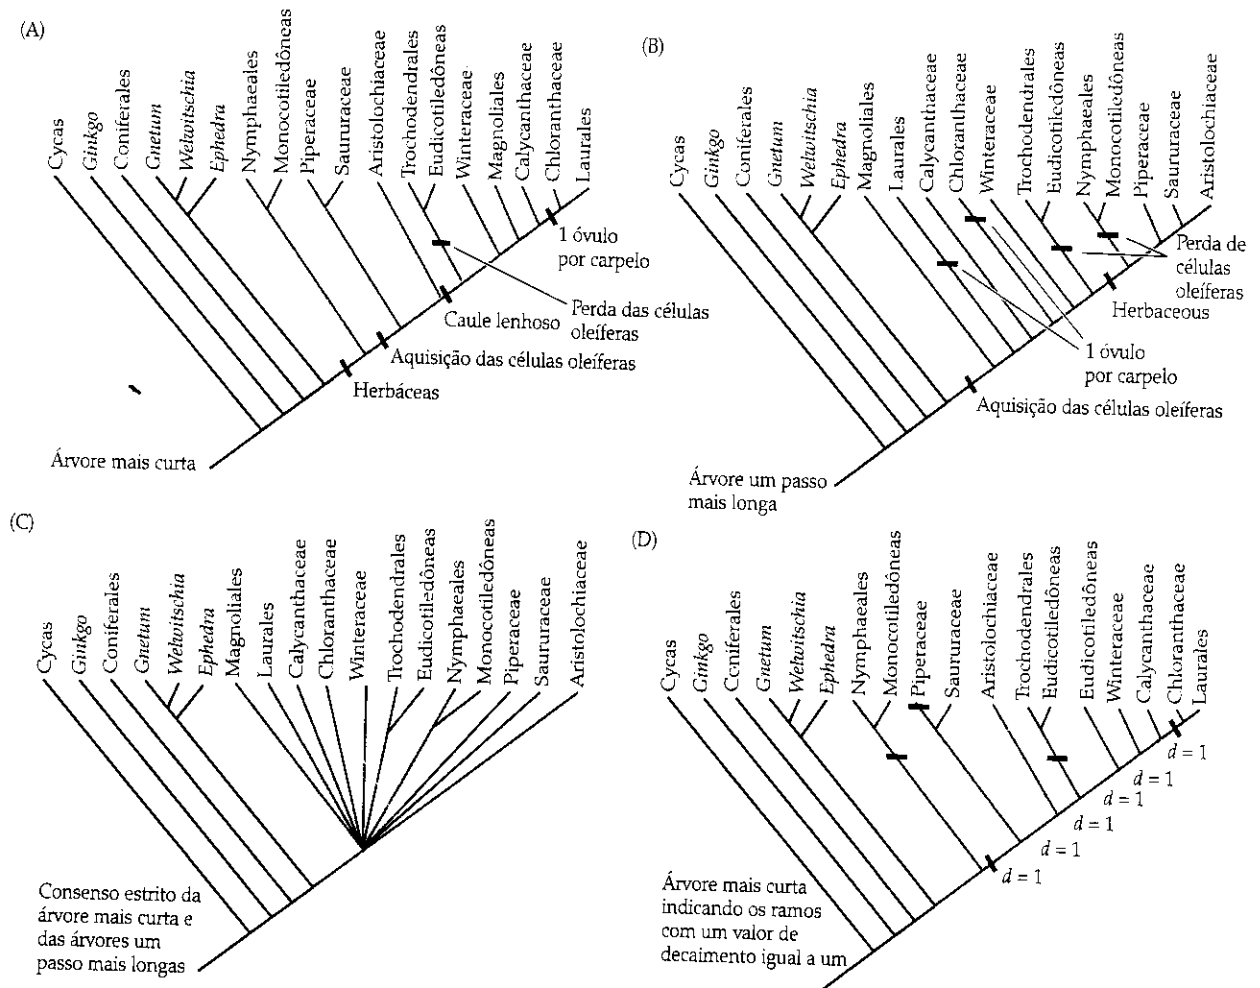 (A)
Cycas
Ginkgo
Coniferales
Gnetum
Welwitschia
Ephedra
Nymphaeales
Monocotiledôneas
Piperaceae
Saururaceae
Aristolochiaceae
Trochodendrales
Eudicotiledôneas
Winteraceae
Magnoliales
Calycanthaceae
Chloranthaceae
Laurales
1 óvulo
por carpelo
Perda das células
oleíferas
Caule lenhoso
Aquisição das células oleíferas
Herbáceas
Árvore mais curta
(B)
Cycas
Ginkgo
Coníferales
Gnetum
Welwitschia
Ephedra
Magnoliales
Laurales
Calycanthaceae
Chloranthaceae
Winteraceae
Trochodendrales
Eudicotiledôneas
Nymphaeales
Monocotiledôneas
Piperaceae
Saururaceae
Aristolochiaceae
Perda de
células
oleíferas
Herbaceous
1 óvulo
por carpelo
Aquisição das células oleíferas
Árvore um passo
mais longa
(C)
Cycas
Ginkgo
Coniferales
Gnetum
Welwitschia
Ephedra
Magnoliales
Laurales
Calycanthaceae
Chloranthaceae
Winteraceae
Trochodendrales
Eudicotiledôneas
Nymphaeales
Monocotiledôneas
Piperaceae
Saururaceae
Aristolochiaceae
Consenso estrito da
árvore mais curta e
das árvores um
passo mais longas
(D)
Cycas
Ginkgo
Coníferales
Gnetum
Welwitschia
Ephedra
Nymphaeales
Monocotiledôneas
Piperaceae
Saururaceae
Aristolochiaceae
Trochodendrales
Eudicotiledôneas
Eudicotiledôneas
Winteraceae
Calycanthaceae
Chloranthaceae
Laurales
d = 1
d = 1
d = 1
d = 1
d = 1
d = 1
Árvore mais curta
indicando os ramos
com um valor de
decaimento igual a um